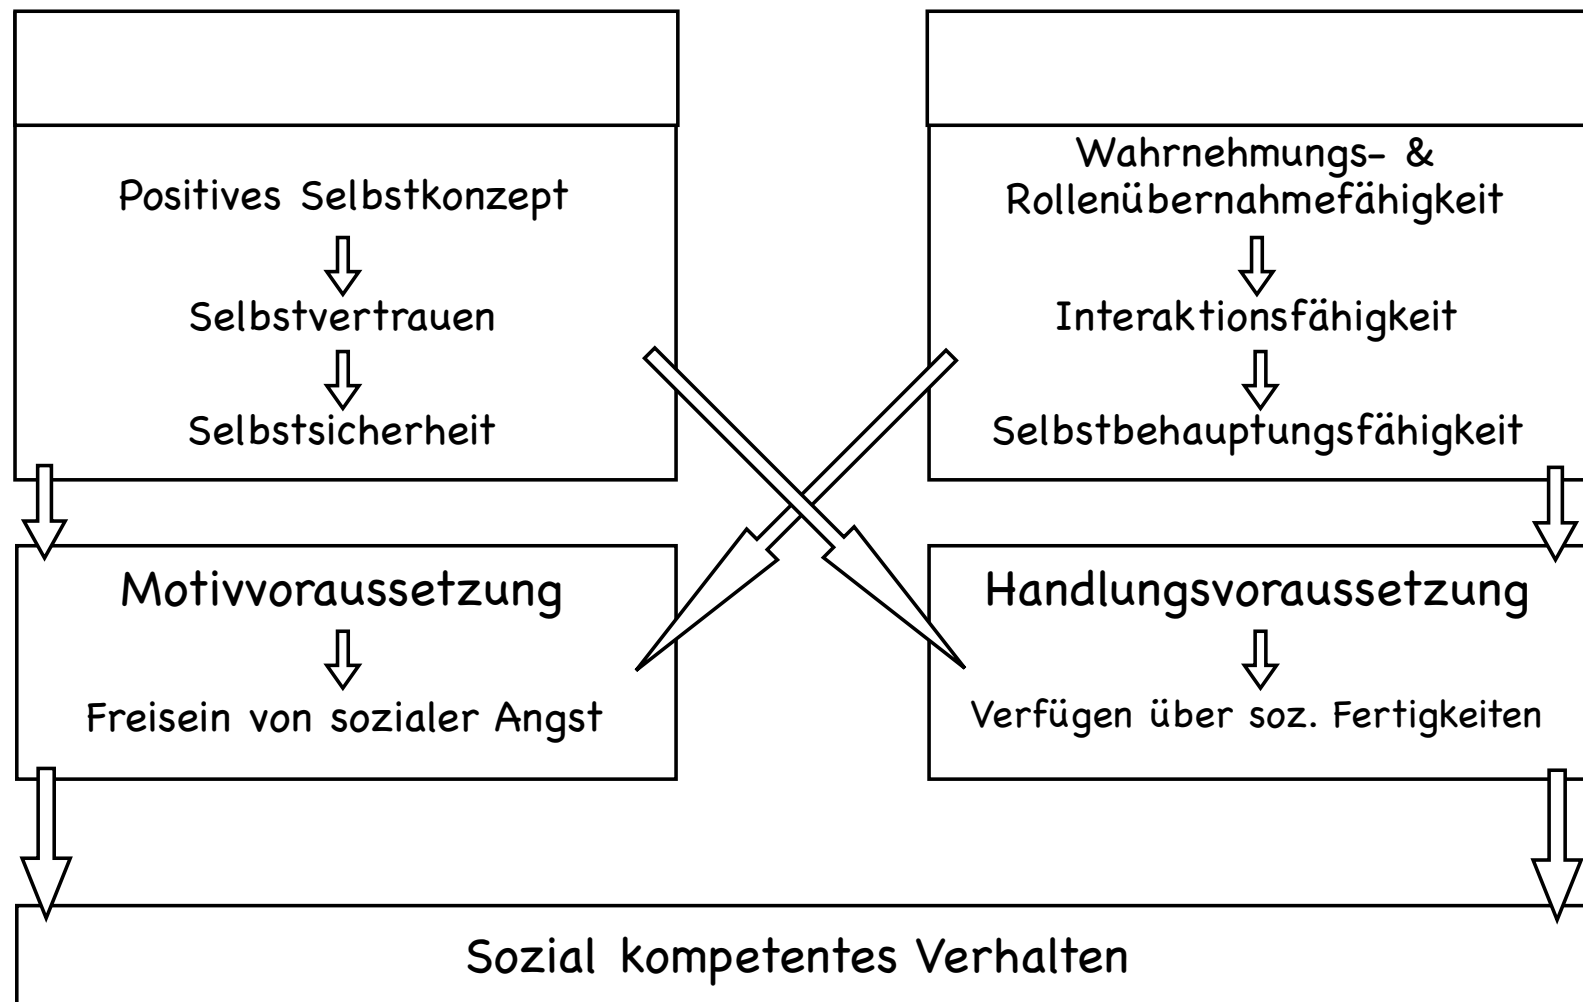 Positives Selbstkonzept
Selbstvertrauen
Selbstsicherheit
Wahrnehmungs- &
Rollenübernahmefähigkeit
Interaktionsfähigkeit
Selbstbehauptungsfähigkeit
Motivvoraussetzung
Freisein von sozialer Angst
Handlungsvoraussetzung
Verfügen über soz. Fertigkeiten
Sozial kompetentes Verhalten